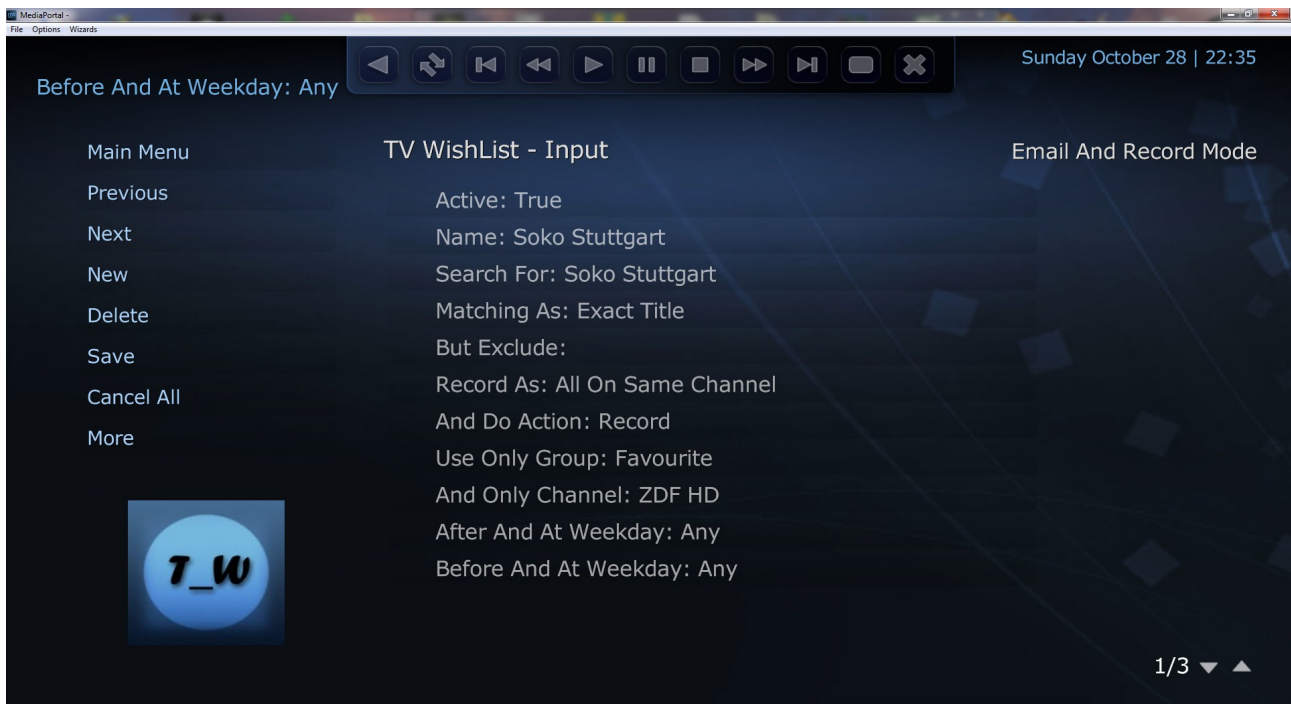 MediaPortal -
File Options Wizards
Sunday October 28 | 22:35
Before And At Weekday: Any
Main Menu
Previous
Next
New
Delete
Save
Cancel All
More
T_W
TV WishList - Input
Email And Record Mode
Active: True
Name: Soko Stuttgart
Search For: Soko Stuttgart
Matching As: Exact Title
But Exclude:
Record As: All On Same Channel
And Do Action: Record
Use Only Group: Favourite
And Only Channel: ZDF HD
After And At Weekday: Any
Before And At Weekday: Any
1/3